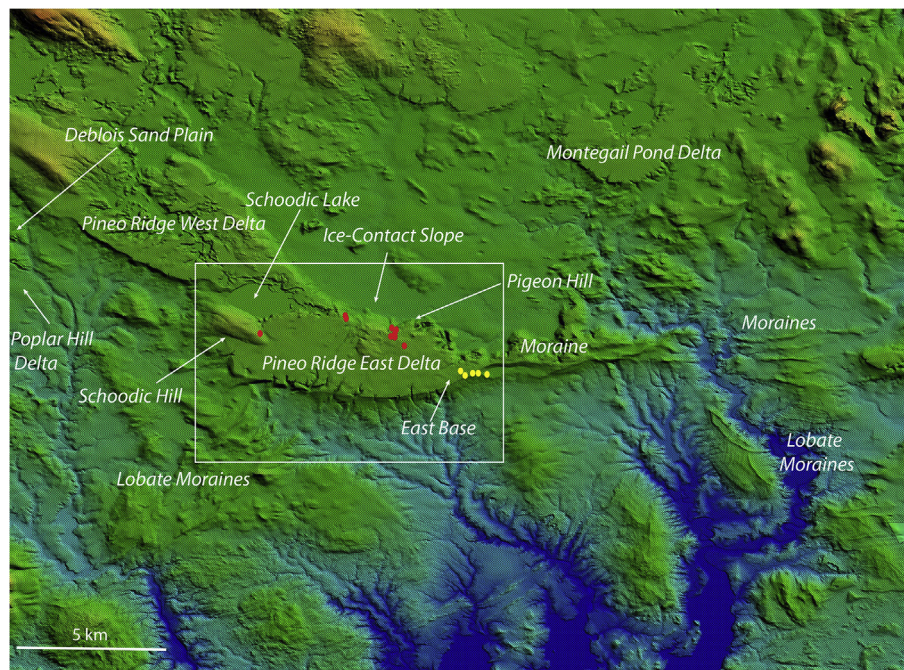 Deblois Sand Plain
Montegail Pond Delta
Schoodic Lake
Pineo Ridge West Delta
Ice-Contact Slope
Pigeon Hill
Poplar Hill
Delta
Moraines
Moraine
Pineo Ridge East Delta
Schoodic Hill
East Base
Lobate
Moraines
Lobate Moraines
5 km